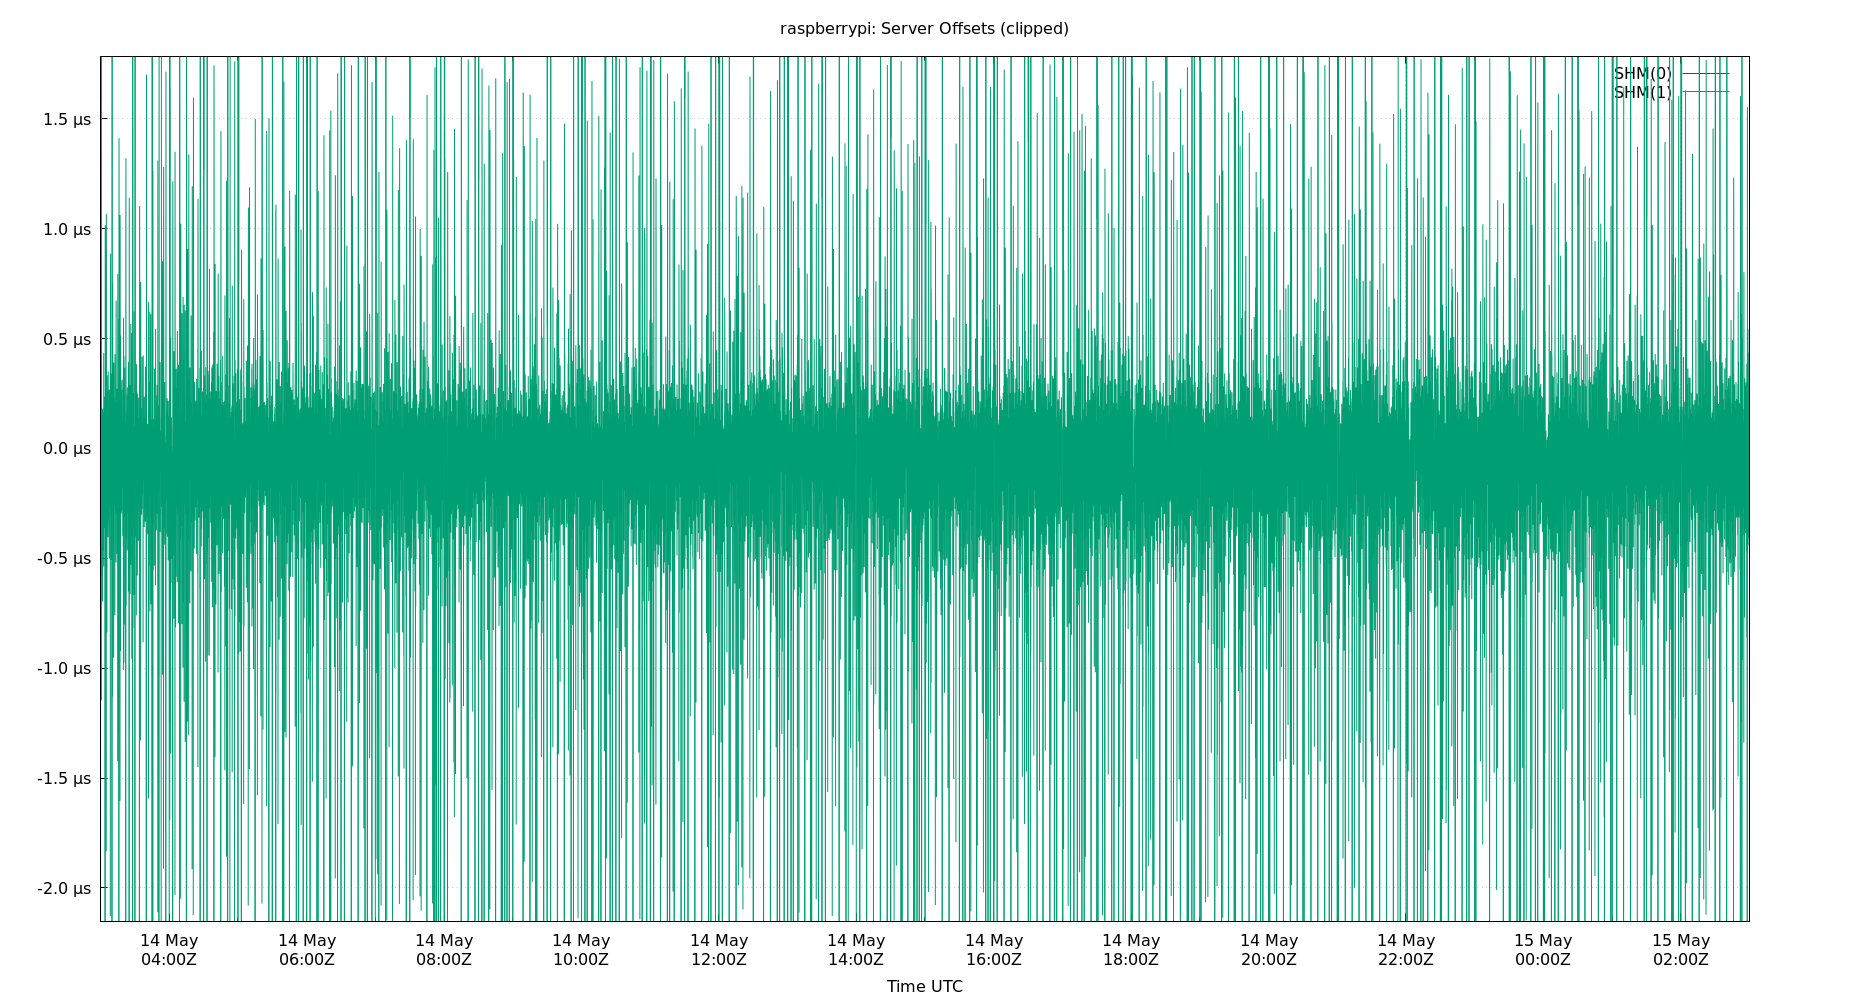 raspberrypi: Server Offsets (clipped)
SHM(0)
SHM(1)
1.5 µs
1.0 µs
0.5 µs
0.0 µs
-0.5 µs
-1.0 µs
-1.5 µs
-2.0 µs
14 May 14 May 14 May 14 May 14 May 14 May 14 May 14 May 14 May 14 May 15 May 15 May
04:00Z 06:00Z 08:00Z 10:00Z 12:00Z 14:00Z 16:00Z 18:00Z 20:00Z 22:00Z 00:00Z 02:00Z
Time UTC